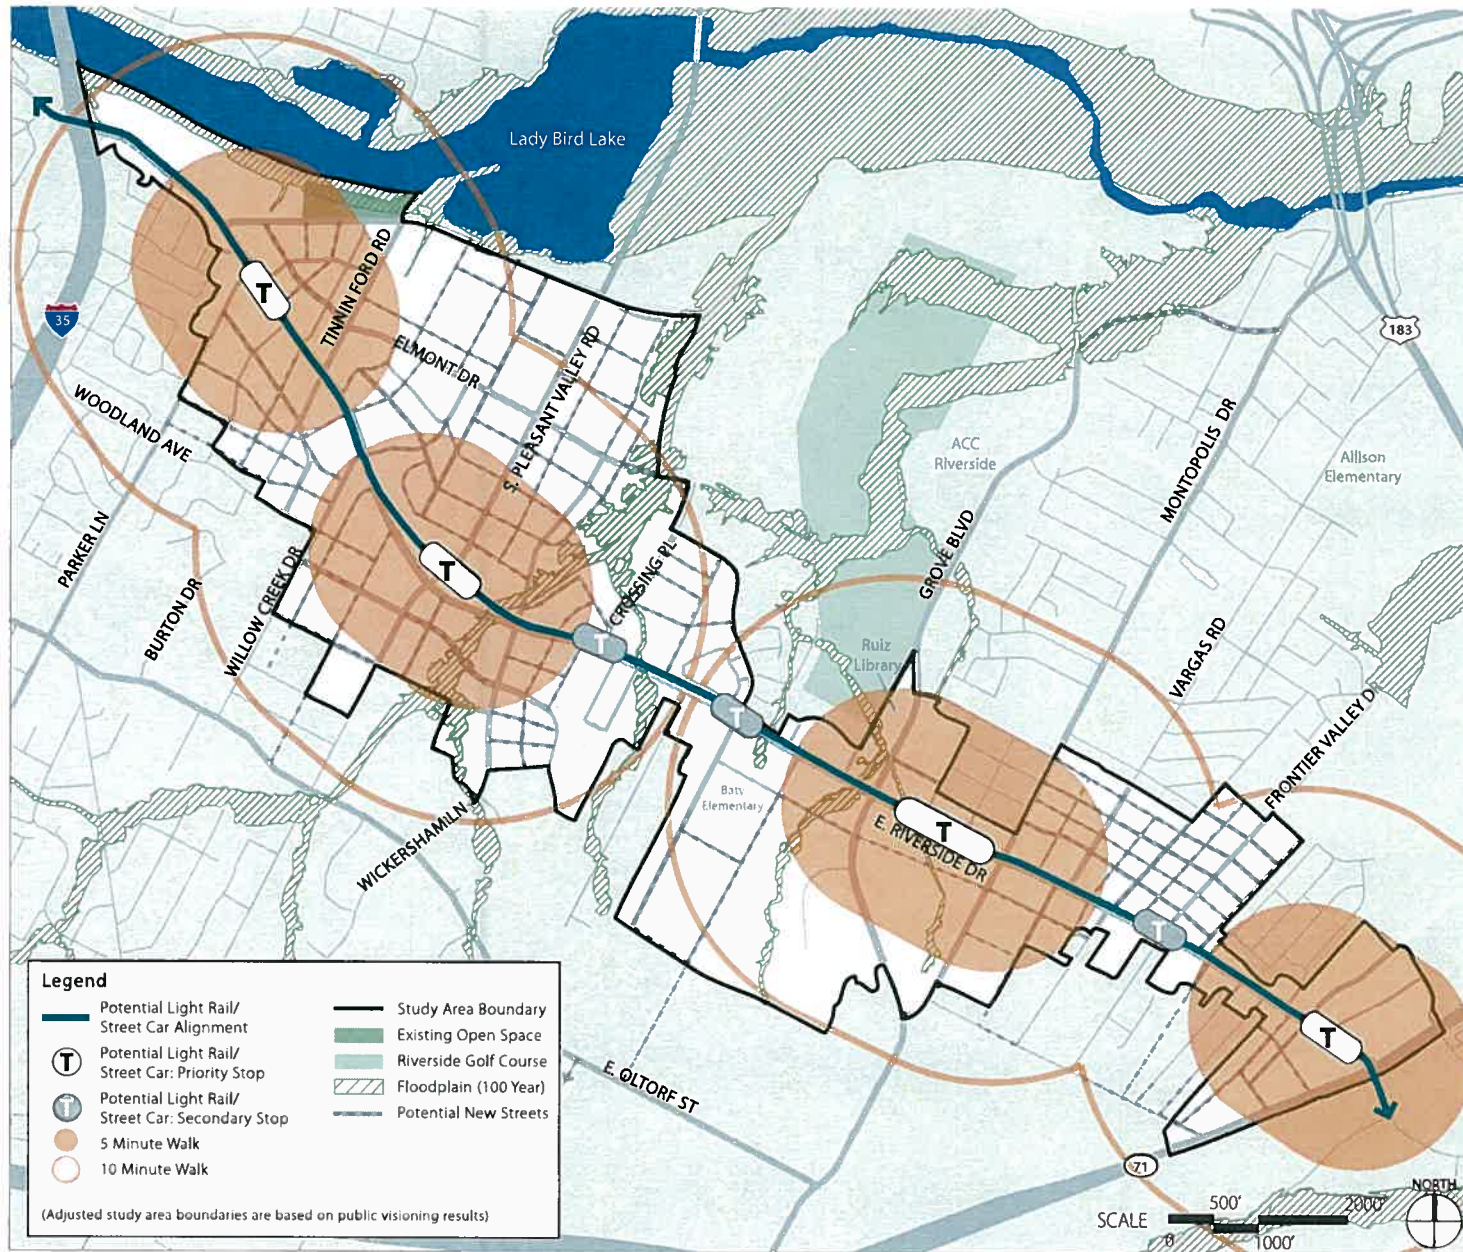 Lady Bird Lake
35
183
T
TINNIN FORD RD
ELMONT DR
S. PLEASANT VALLEY RD
WOODLAND AVE
ACC
Riverside
MONTOPOLIS DR
Allison
Elementary
PARKER LN
BURTON DR
WILLOW CREEK DR
T
CROSSING PL
GROVE BLVD
T
Ruiz
Library
VARGAS RD
T
FRONTIER VALLEY D
Baty
Elementary
WICKERSHAM LN
T
E. RIVERSIDE DR
T
T
E. OLTORF ST
71
Legend
Potential Light Rail/
Street Car Alignment
T
Potential Light Rail/
Street Car: Priority Stop
T
Potential Light Rail/
Street Car: Secondary Stop
5 Minute Walk
10 Minute Walk
Study Area Boundary
Existing Open Space
Riverside Golf Course
Floodplain (100 Year)
Potential New Streets
(Adjusted study area boundaries are based on public visioning results)
SCALE
0
500'
1000'
2000'
NORTH